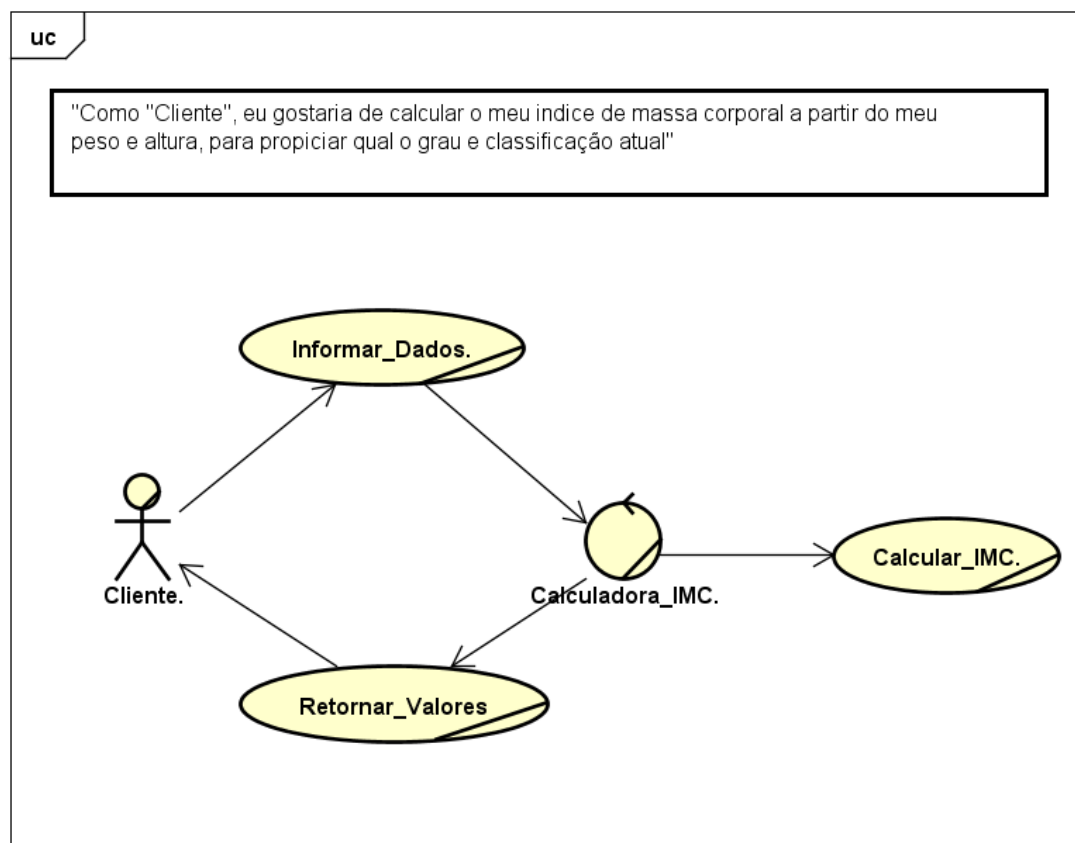 uc
"Como "Cliente", eu gostaria de calcular o meu indice de massa corporal a partir do meu
peso e altura, para propiciar qual o grau e classificação atual"
Informar_Dados.
Cliente.
Calculadora_IMC.
Calcular_IMC.
Retornar_Valores